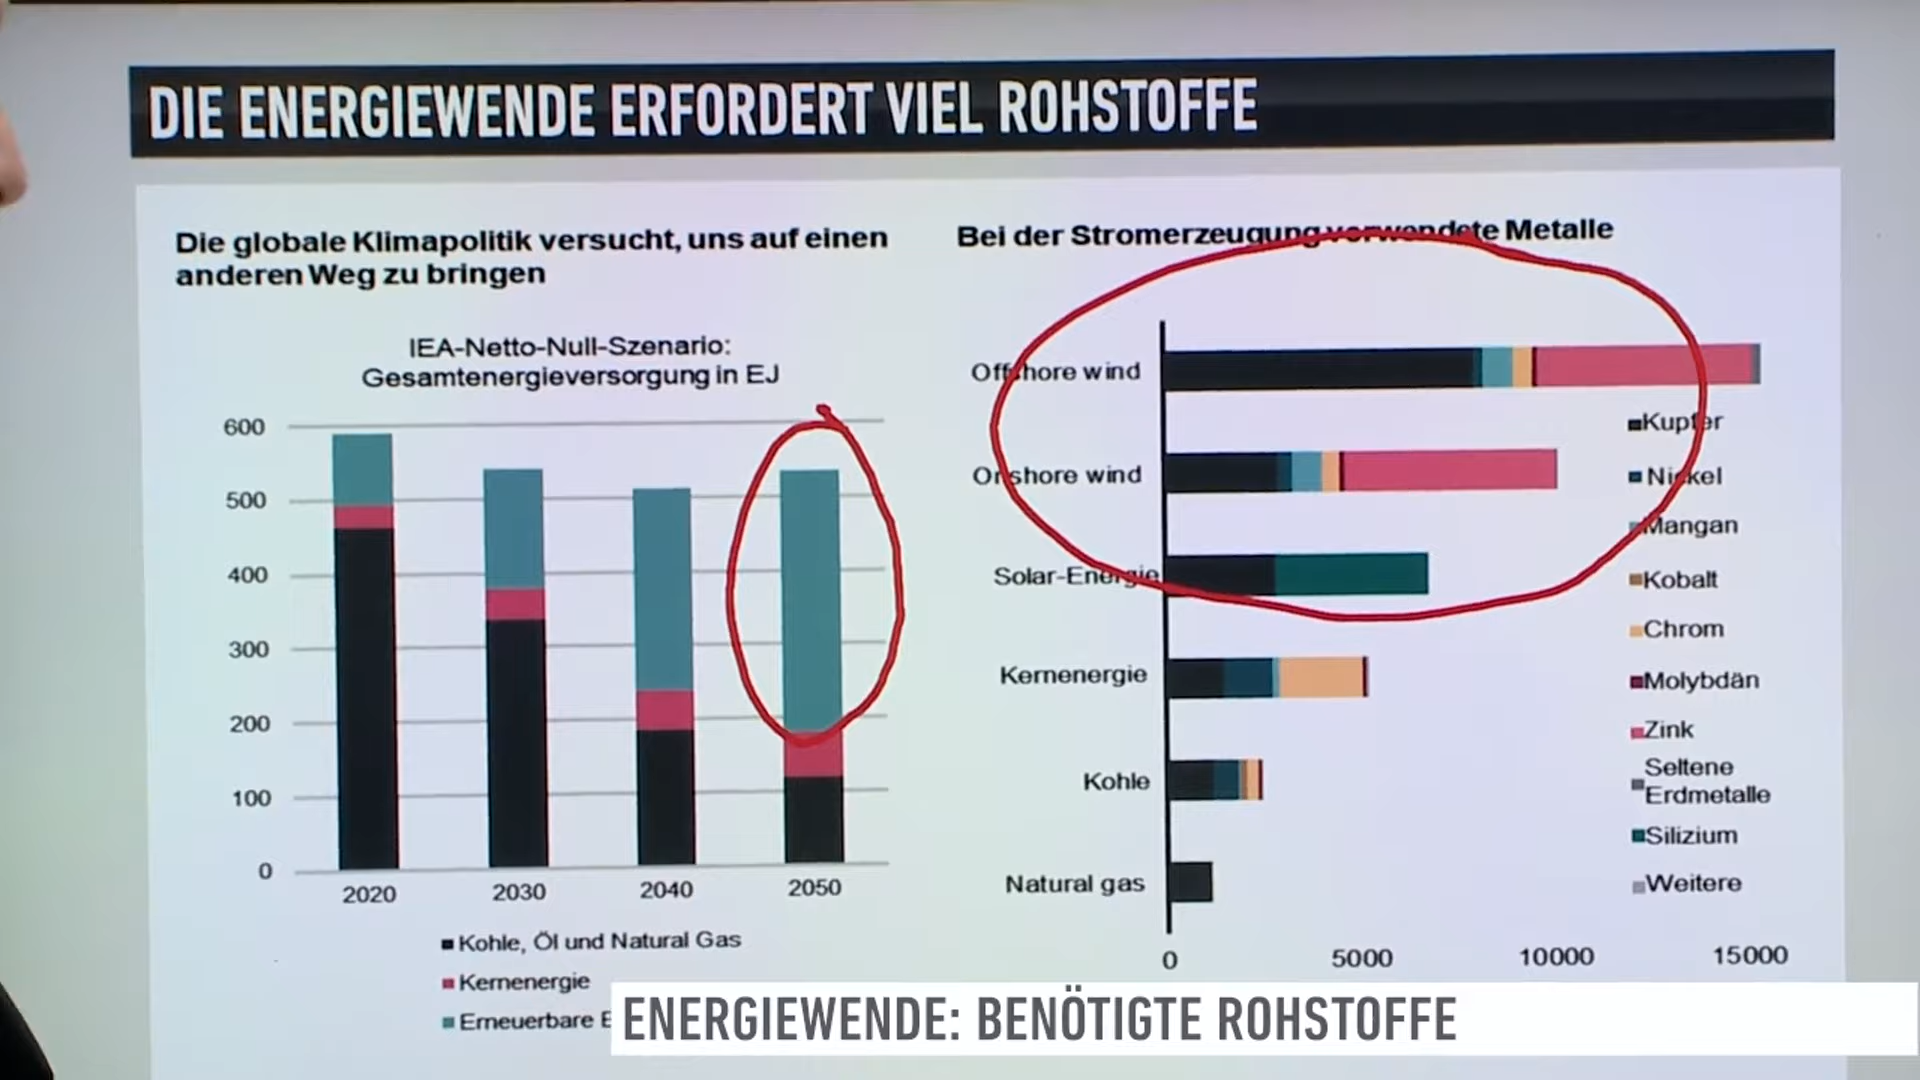 DIE ENERGIEWENDE ERFORDERT VIEL ROHSTOFFE
Die globale Klimapolitik versucht, uns auf einen
anderen Weg zu bringen
IEA-Netto-Null-Szenario:
Gesamtenergieversorgung in EJ
600
500
400
300
200
100
0
2020
2030
2040
2050
Kohle, Öl und Natural Gas
Kernenergie
Erneuerbare
Bei der Stromerzeugung verwendete Metalle
Offshore wind
Onshore wind
Solar-Energie
Kernenergie
Kohle
Natural gas
0
5000
10000
15000
Kupfer
Nickel
Mangan
Kobalt
Chrom
Molybdän
Zink
Seltene
Erdmetalle
Silizium
Weitere
ENERGIEWENDE: BENÖTIGTE ROHSTOFFE